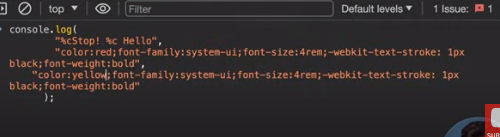 top
Filter
Default levels
1 Issue:
1
console.log(
"%cStop! %c Hello",
"color:red;font-family:system-ui;font-size:4rem;-webkit-text-stroke: 1px
black;font-weight:bold",
"color:yellow;font-family:system-ui;font-size:4rem;-webkit-text-stroke: 1px
black;font-weight:bold"
);